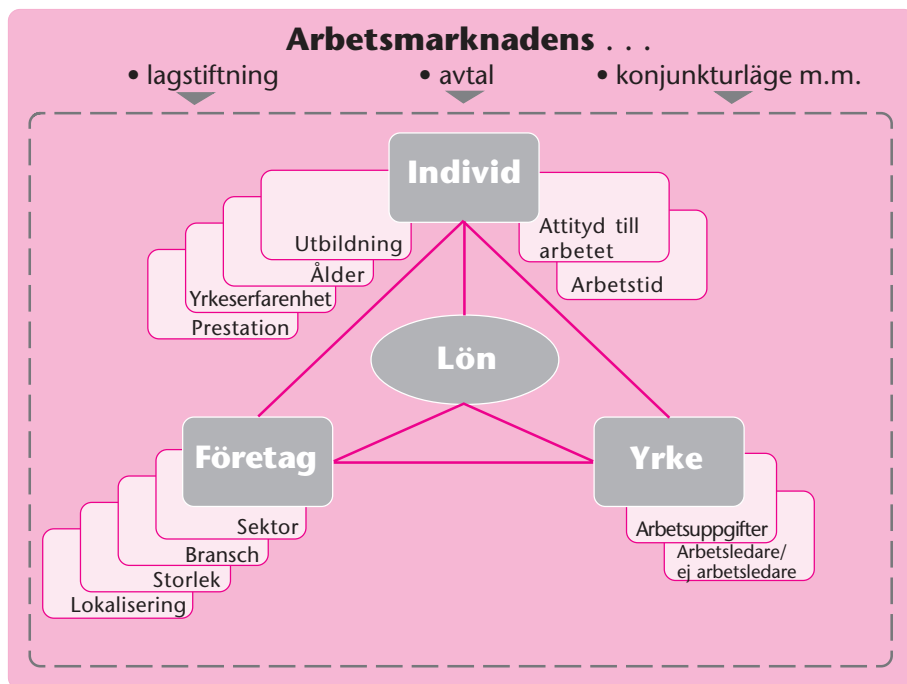 Arbetsmarknadens . . .
• lagstiftning • avtal • konjunkturläge m.m.
Individ
Utbildning
Ålder
Yrkeserfarenhet
Prestation
Attityd till
arbetet
Arbetstid
Lön
Företag
Sektor
Bransch
Storlek
Lokalisering
Yrke
Arbetsuppgifter
Arbetsledare/
ej arbetsledare